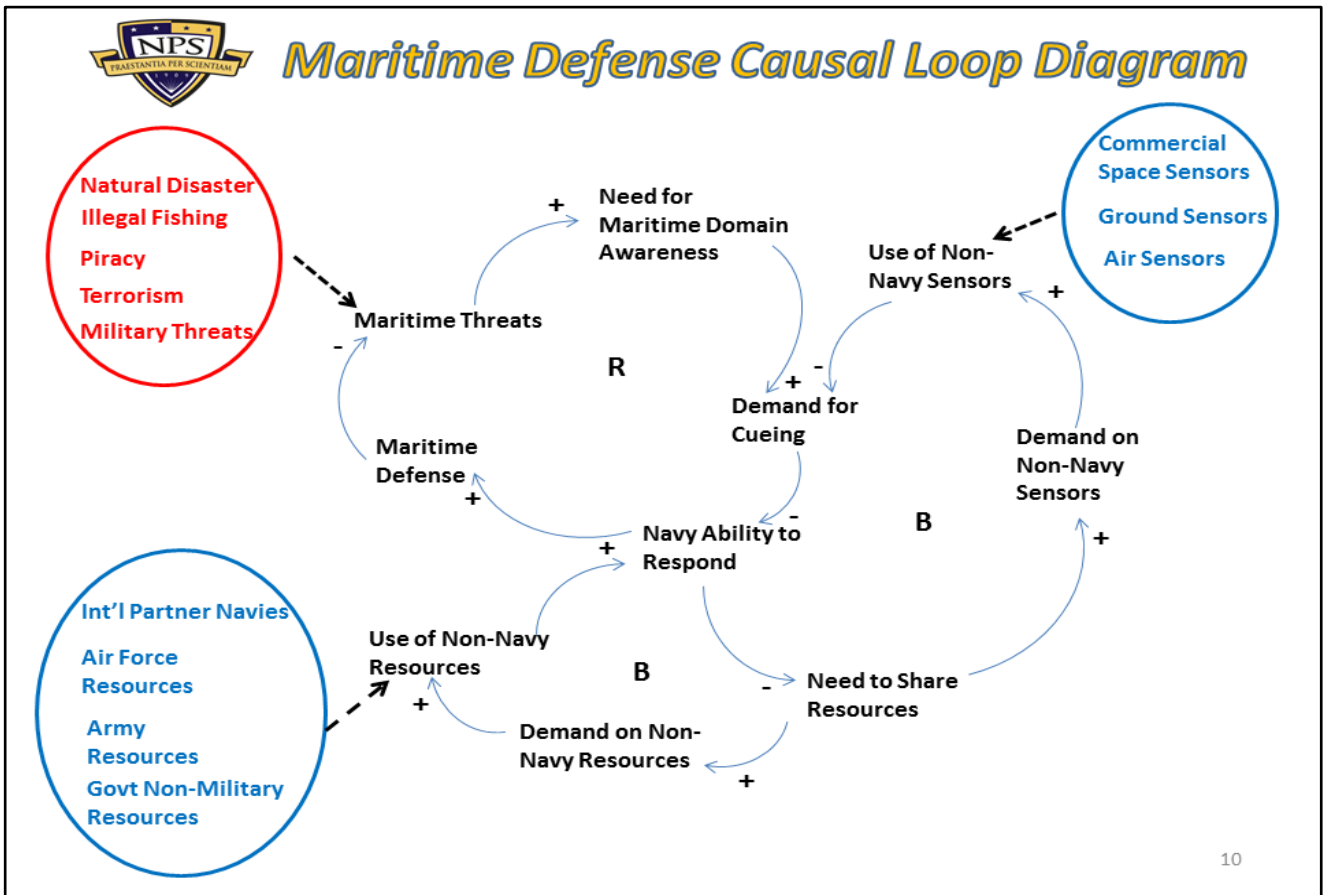 NPS
PRAESTANTIA PER SCIENTIAM
1909
Maritime Defense Causal Loop Diagram
Natural Disaster
Illegal Fishing
Piracy
Terrorism
Military Threats
Commercial
Space Sensors
Ground Sensors
Air Sensors
+
Need for
Maritime Domain
Awareness
Use of Non-
Navy Sensors
+
Maritime Threats
-
R
-
+
Demand for
Cueing
Demand on
Non-Navy
Sensors
Maritime
Defense
+
-
B
+
Navy Ability to
Respond
+
Int'l Partner Navies
Air Force
Resources
Army
Resources
Govt Non-Military
Resources
Use of Non-Navy
Resources
+
B
-
Need to Share
Resources
Demand on Non-
Navy Resources
+
10